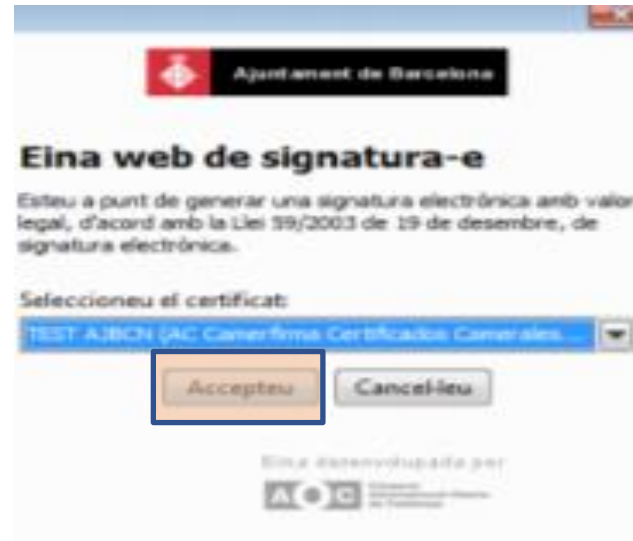 Ajuntament de Barcelona
Eina web de signatura-e
Esteu a punt de generar una signatura electrònica amb valor
legal, d'acord amb la Llei 59/2003 de 19 de desembre, de
signatura electrònica.
Seleccioneu el certificat:
TEST AJBCN (AC Camerfirma Certificados Camerales ...
Accepteu Cancel·leu
Eina desenvolupada per
AOC